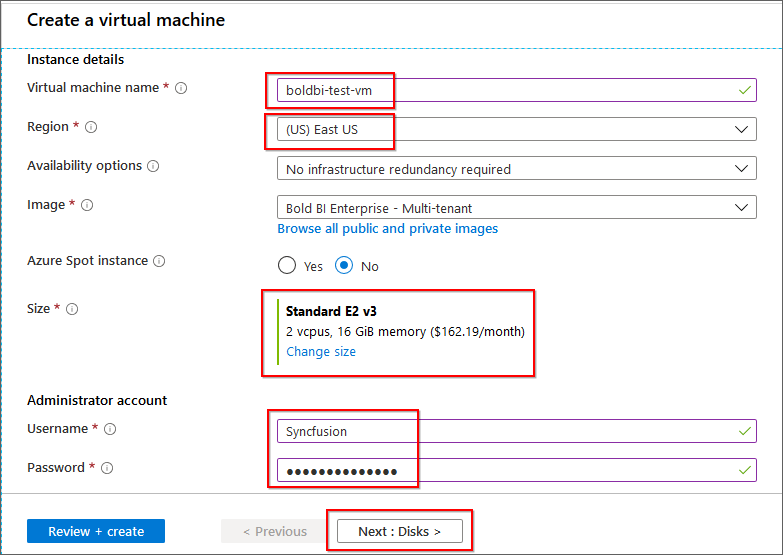 Create a virtual machine
Instance details
Virtual machine name * boldbi-test-vm
Region * (US) East US
Availability options No infrastructure redundancy required
Image * Bold BI Enterprise - Multi-tenant
Browse all public and private images
Azure Spot instance Yes No
Size * Standard E2 v3
2 vcpus, 16 GiB memory ($162.19/month)
Change size
Administrator account
Username * Syncfusion
Password * ●●●●●●●●●●●●●●
Review + create < Previous Next : Disks >